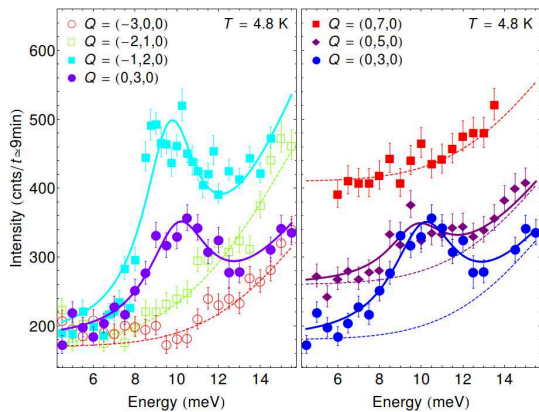 Q = (−3,0,0) T = 4.8 K
Q = (−2,1,0)
Q = (−1,2,0)
Q = (0,3,0)
Q = (0,7,0) T = 4.8 K
Q = (0,5,0)
Q = (0,3,0)
Intensity (cnts/t≃9min)
600
500
400
300
200
6 8 10 12 14
6 8 10 12 14
Energy (meV)
Energy (meV)